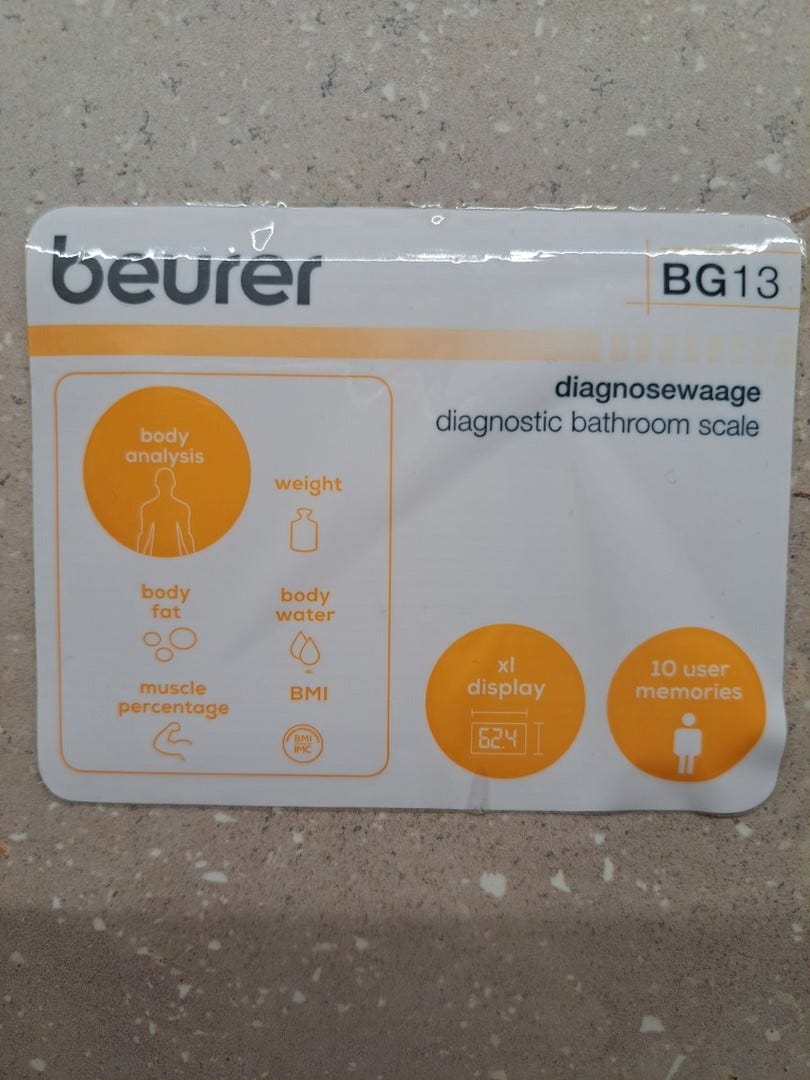 beurer
BG13
diagnosewaage
diagnostic bathroom scale
body
analysis
weight
body
fat
body
water
muscle
percentage
BMI
BMI
IMC
xl
display
62.4
10 user
memories